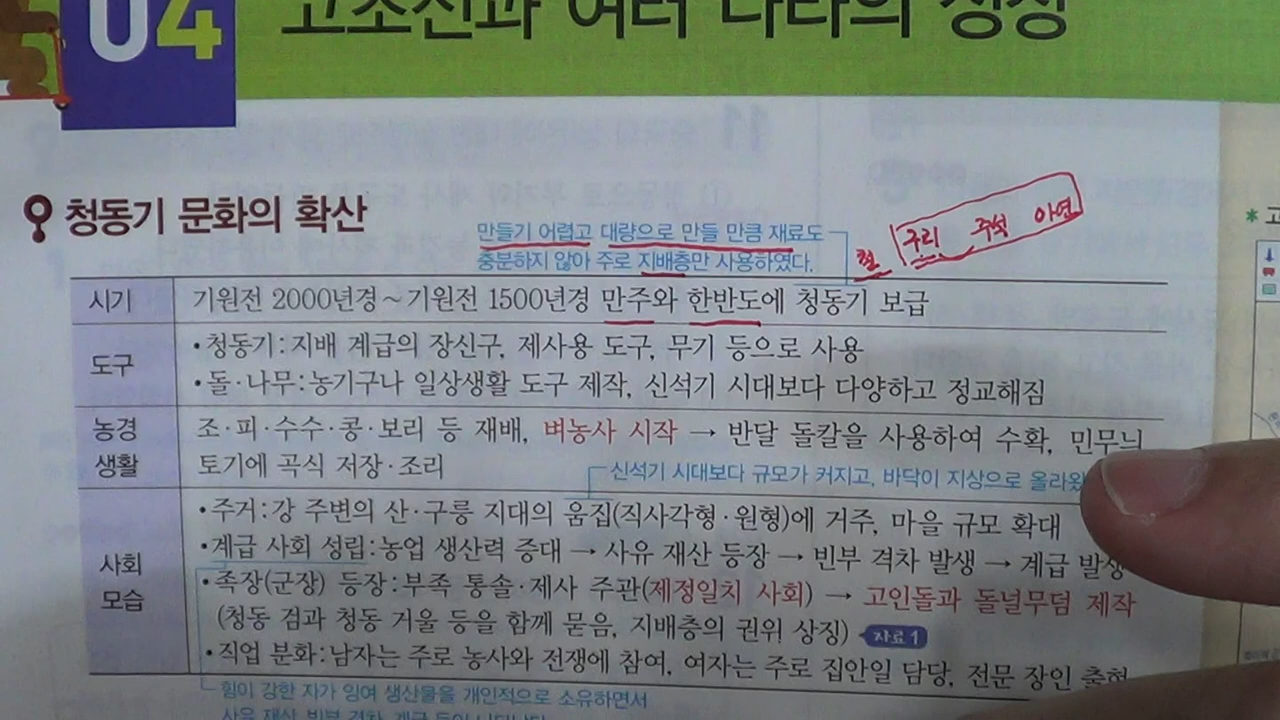 04 고조선과 여러 나라의 성장
청동기 문화의 확산
만들기 어렵고 대량으로 만들 만큼 재료도
충분하지 않아 주로 지배층만 사용하였다.
구리 주석 아연
시기 기원전 2000년경~기원전 1500년경 만주와 한반도에 청동기 보급
도구 •청동기:지배 계급의 장신구, 제사용 도구, 무기 등으로 사용
•돌·나무:농기구나 일상생활 도구 제작, 신석기 시대보다 다양하고 정교해짐
농경 조·피·수수·콩·보리 등 재배, 벼농사 시작 → 반달 돌칼을 사용하여 수확, 민무늬
생활 토기에 곡식 저장·조리
신석기 시대보다 규모가 커지고, 바닥이 지상으로
•주거:강 주변의 산·구릉 지대의 움집(직사각형·원형)에 거주, 마을 규모 확대
•계급 사회 성립:농업 생산력 증대 → 사유 재산 등장 → 빈부 격차 발생 → 계급 발생
사회 •족장(군장) 등장:부족 통솔·제사 주관(제정일치 사회) → 고인돌과 돌널무덤 제작
모습 (청동 검과 청동 거울 등을 함께 묻음, 지배층의 권위 상징) 자료 1
•직업 분화:남자는 주로 농사와 전쟁에 참여, 여자는 주로 집안일 담당, 전문 장인 출현
힘이 강한 자가 잉여 생산물을 개인적으로 소유하면서
* 고